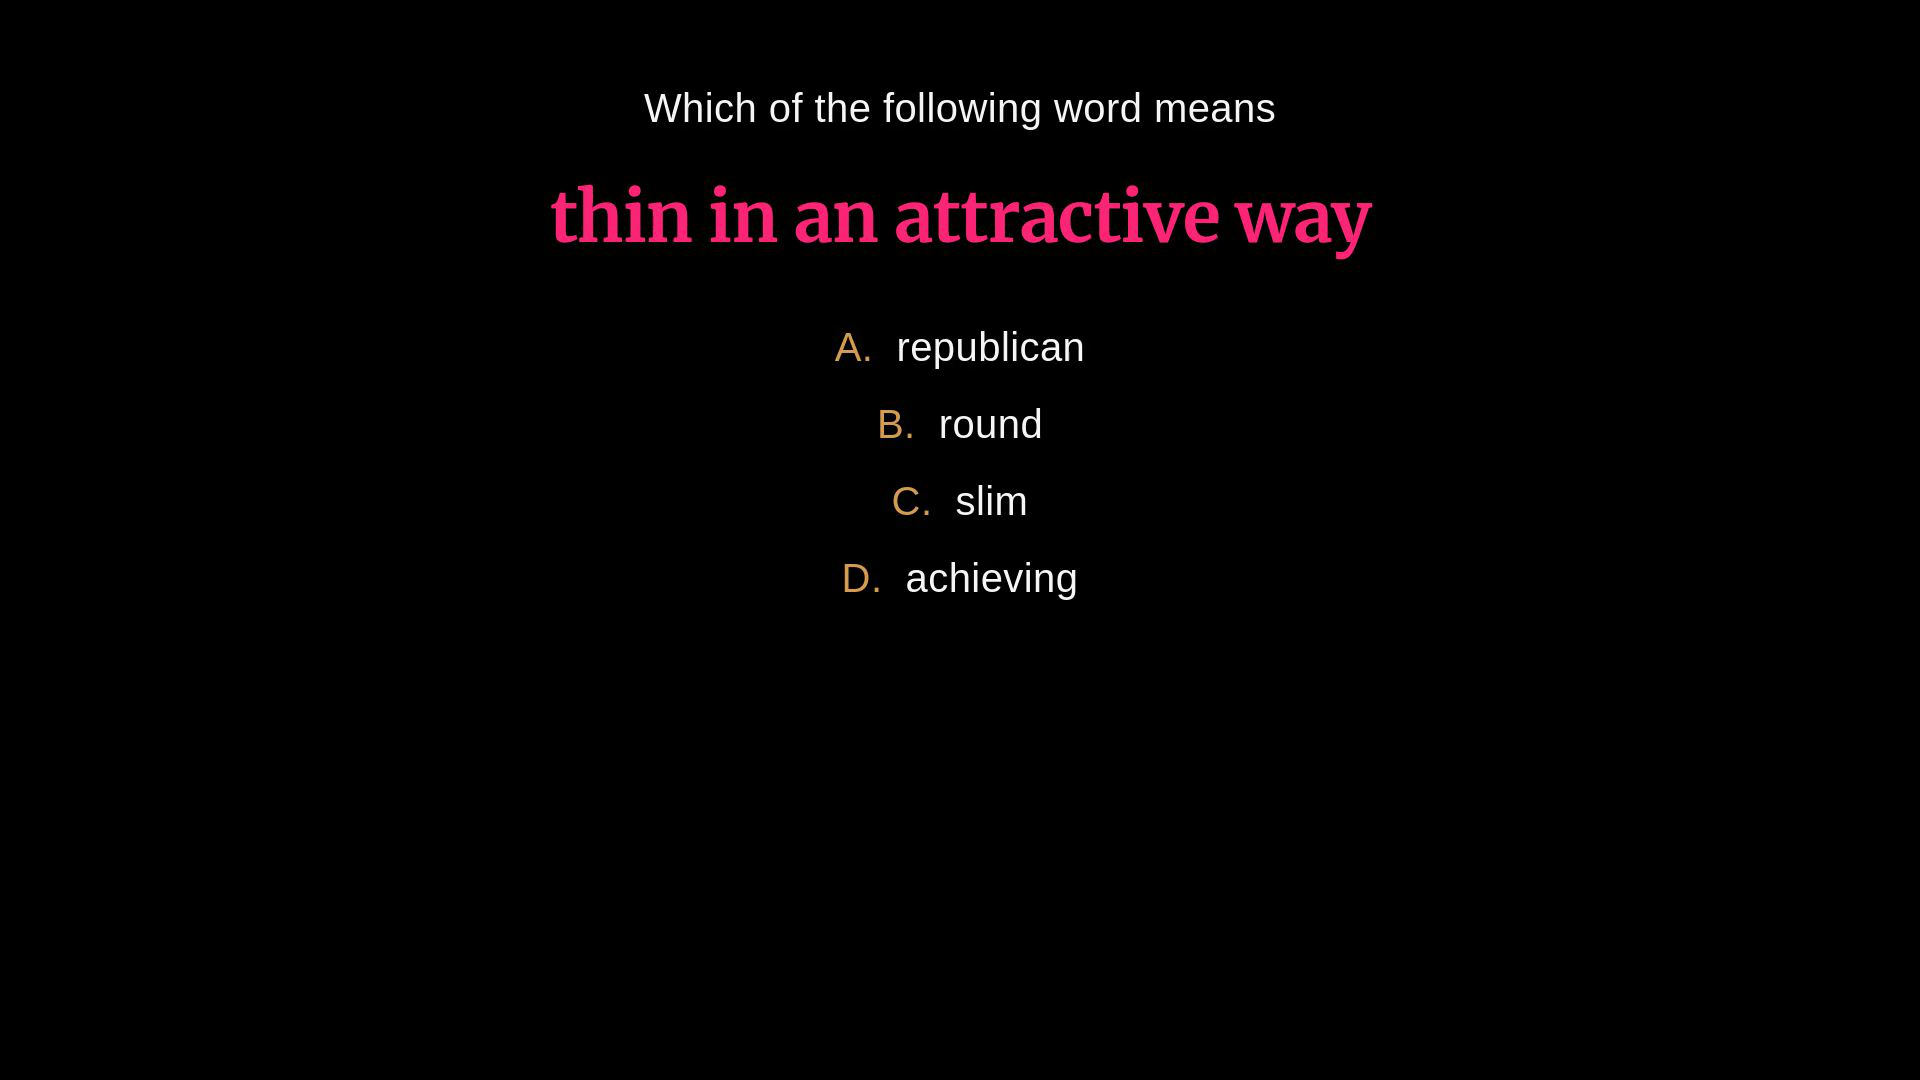 Which of the following word means
thin in an attractive way
A. republican
B. round
C. slim
D. achieving